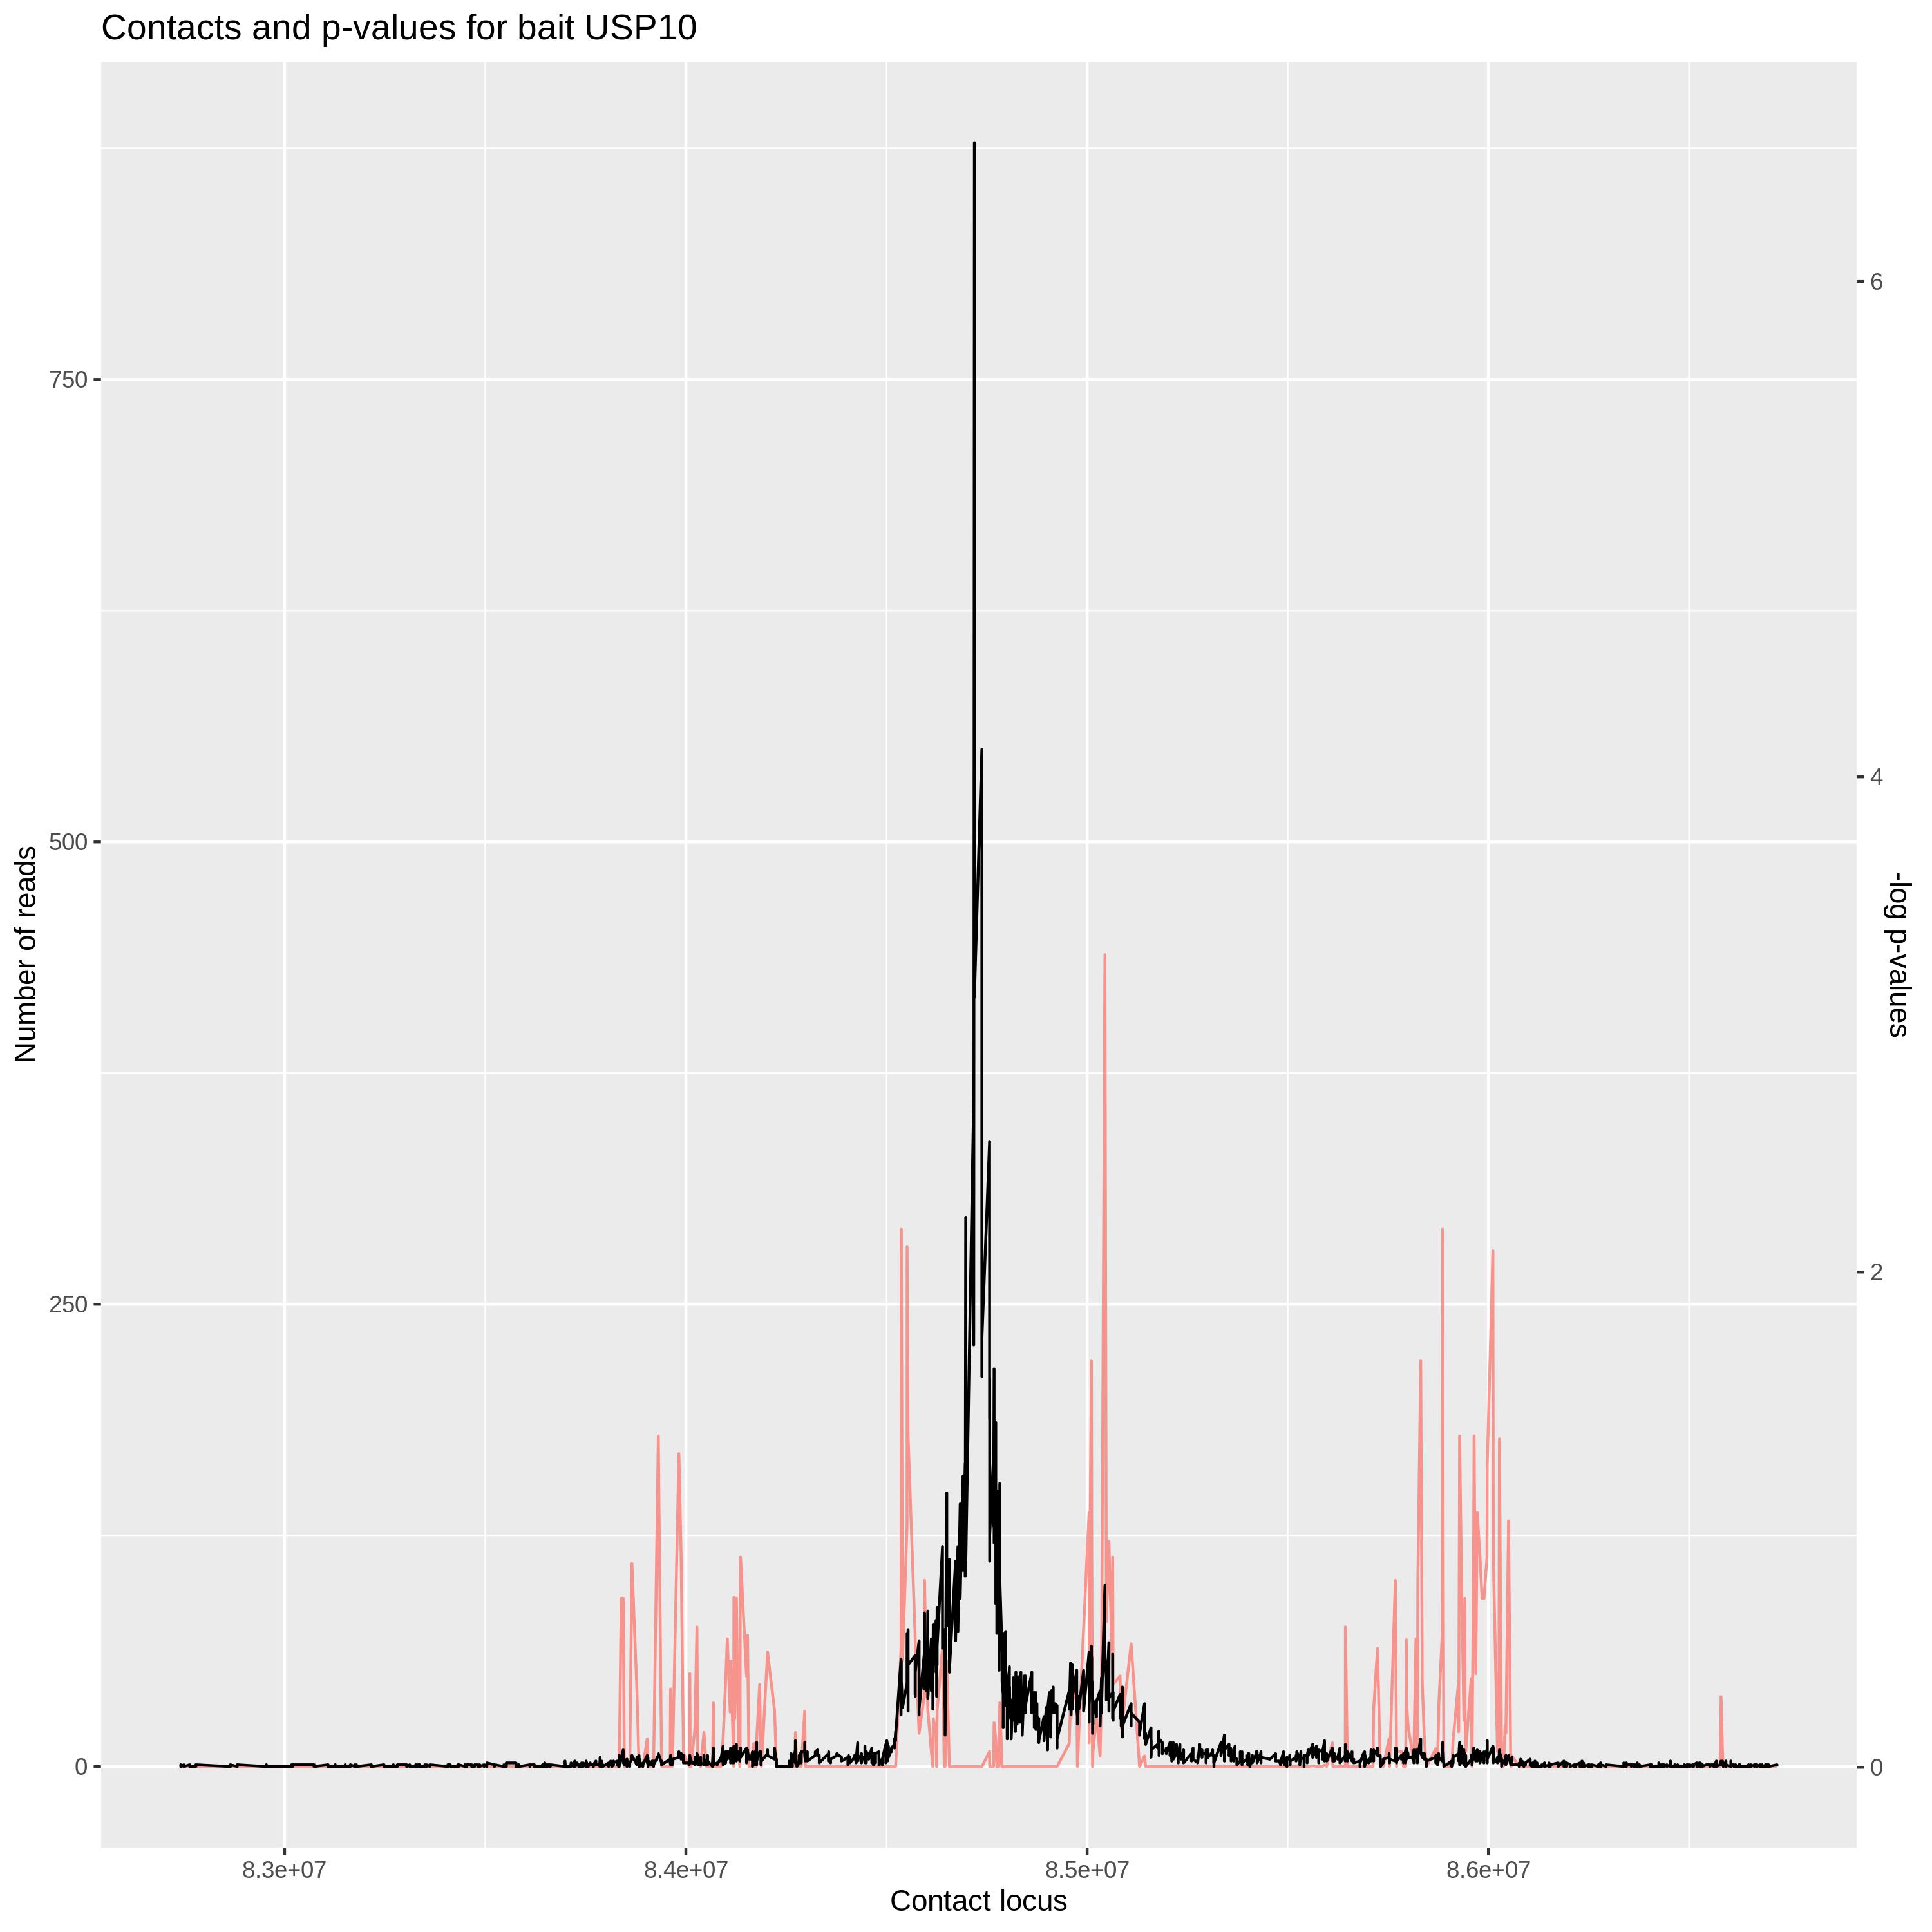 Contacts and p-values for bait USP10
Number of reads
750
500
250
0
6
4
2
0
-log p-values
8.3e+07
8.4e+07
8.5e+07
8.6e+07
Contact locus